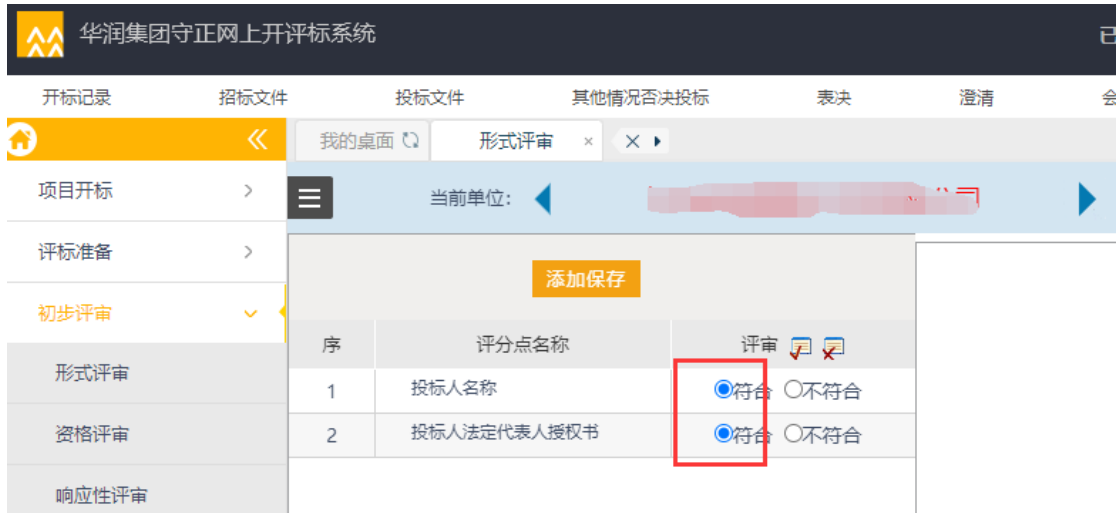 华润集团守正网上开评标系统
已
开标记录 招标文件 投标文件 其他情况否决投标 表决 澄清 会
我的桌面 形式评审 × ×
项目开标
当前单位:
公司
评标准备
添加保存
初步评审
序 评分点名称 评审
形式评审
1 投标人名称 符合 不符合
资格评审
2 投标人法定代表人授权书 符合 不符合
响应性评审